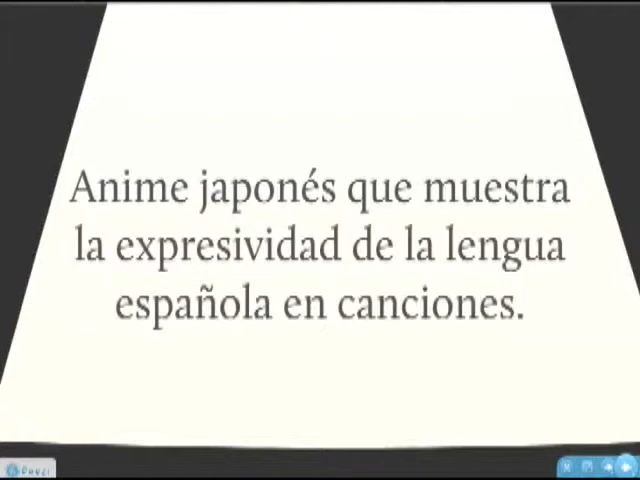 Anime japonés que muestra
la expresividad de la lengua
española en canciones.